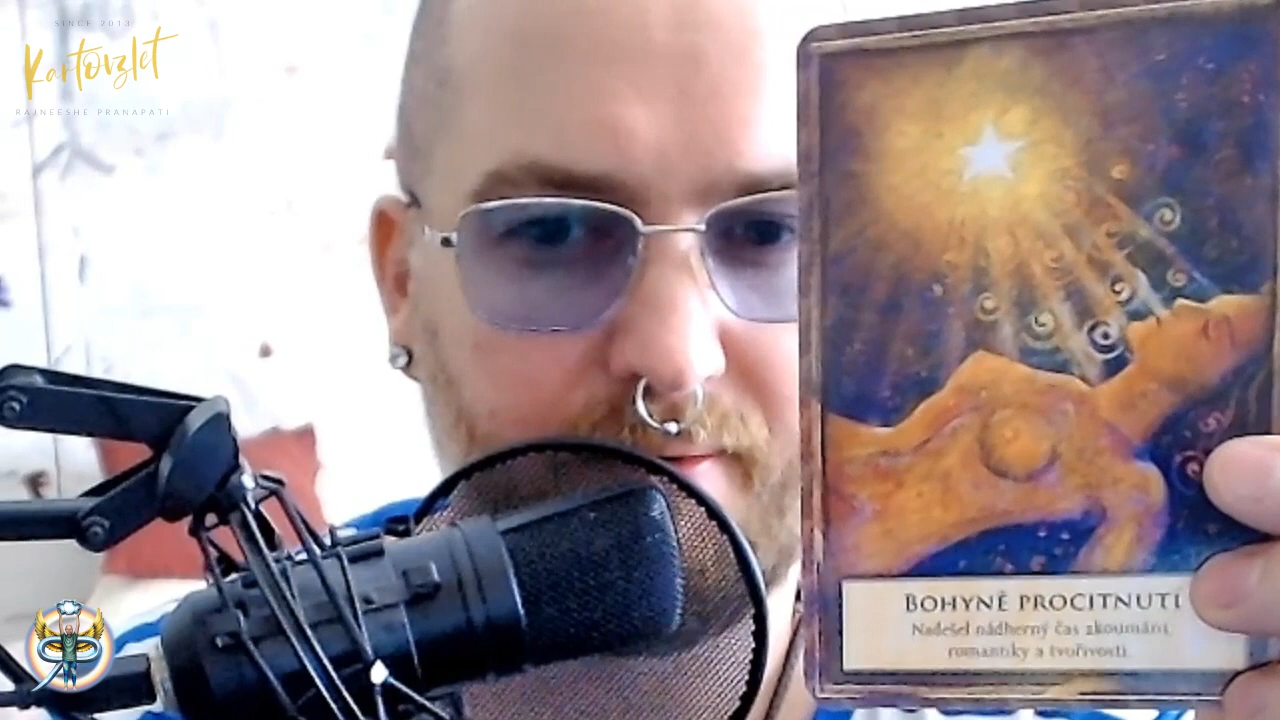 SINCE 2013
Kartovzlet
RAJNEESHE PRANAPATI
BOHYNĚ PROCITNUTÍ
Nadešel nádherný čas zkoumání,
romantiky a tvořivosti.